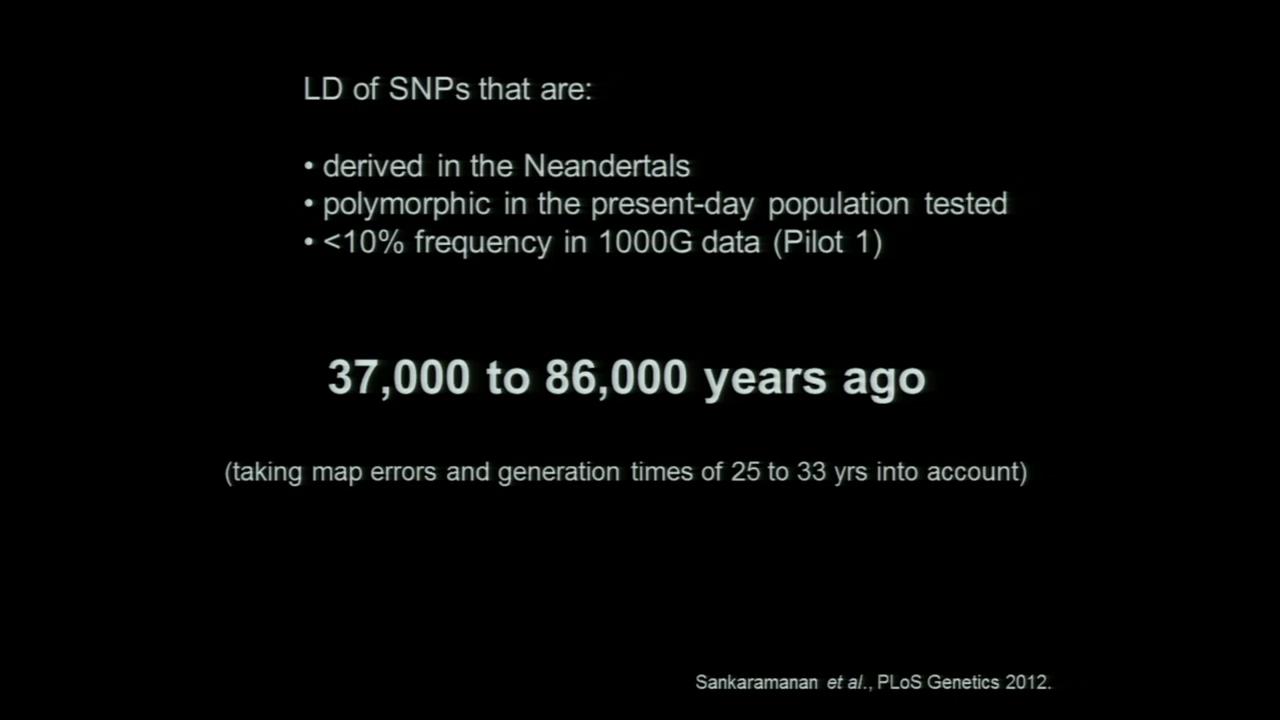 LD of SNPs that are:
• derived in the Neandertals
• polymorphic in the present-day population tested
• <10% frequency in 1000G data (Pilot 1)
37,000 to 86,000 years ago
(taking map errors and generation times of 25 to 33 yrs into account)
Sankaramanan et al., PLoS Genetics 2012.